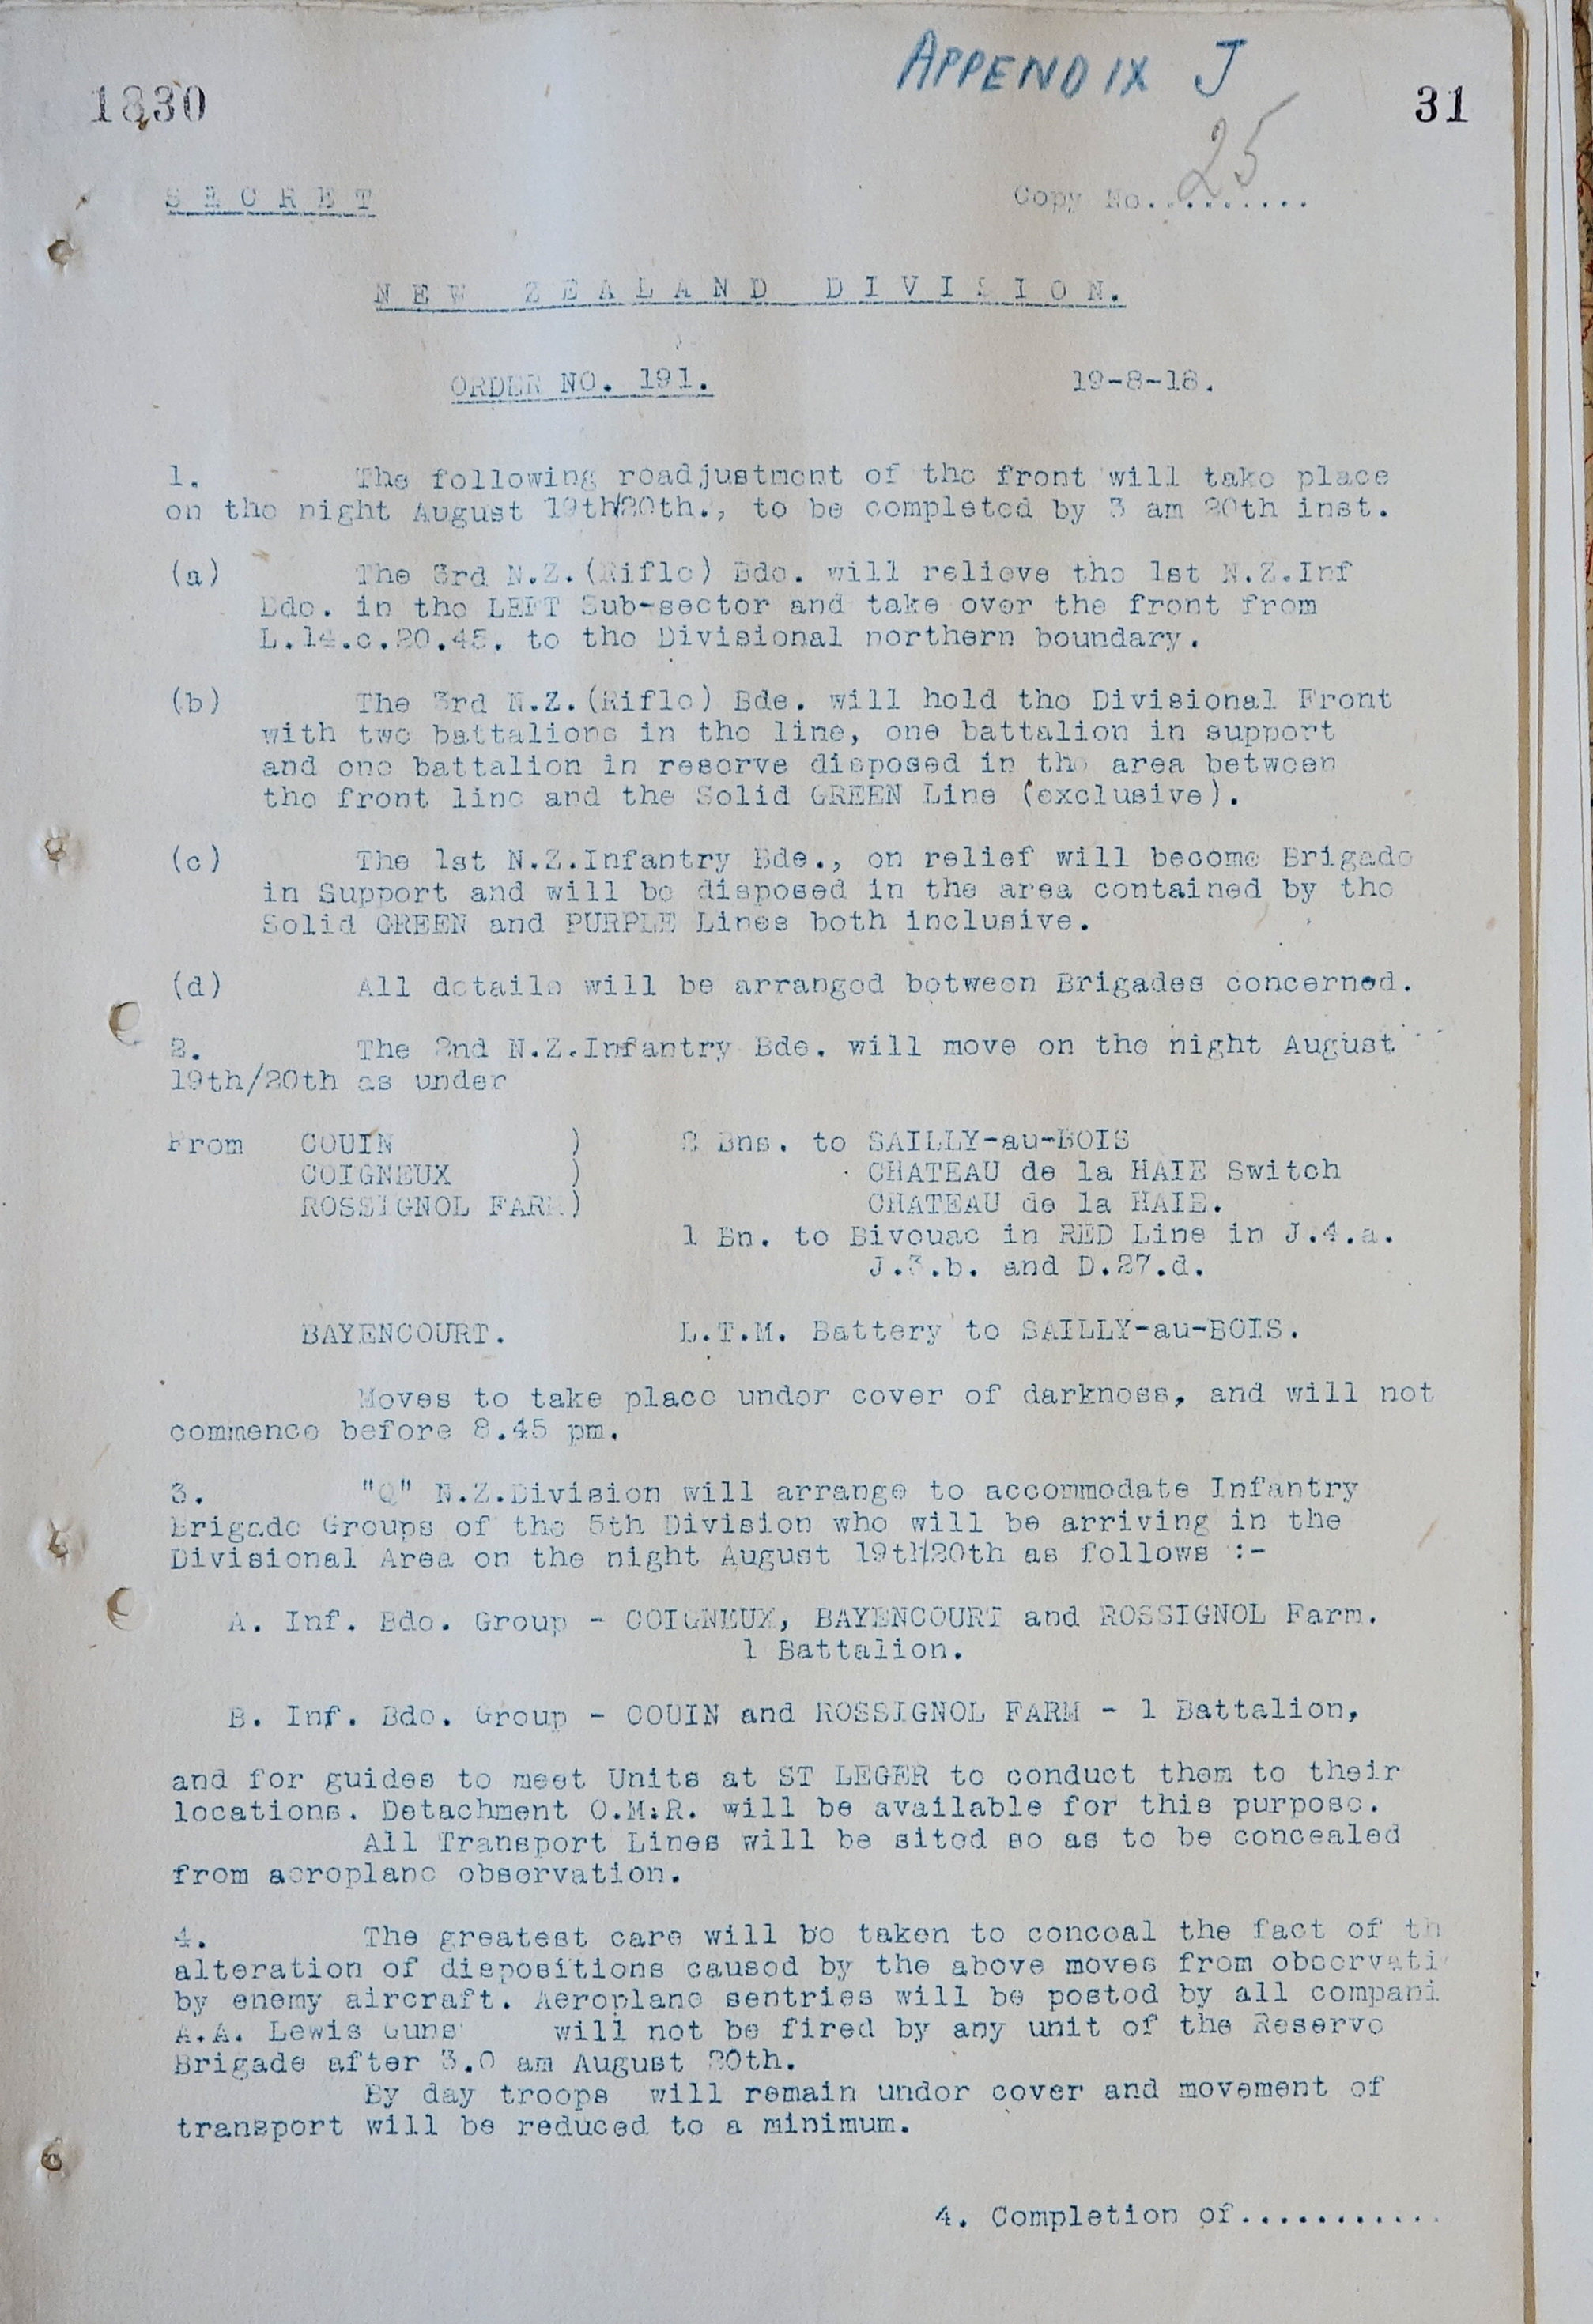 APPENDIX J
1830
31
25
SECRET
Copy No..........
NEW ZEALAND DIVISION.
ORDER NO. 191.
19-8-18.
1. The following readjustment of the front will take place
on the night August 19th/20th., to be completed by 3 am 20th inst.
(a) The 3rd N.Z.(Rifle) Bde. will relieve the 1st N.Z.Inf
Bde. in the LEFT Sub-sector and take over the front from
L.14.c.20.45. to the Divisional northern boundary.
(b) The 3rd N.Z.(Rifle) Bde. will hold the Divisional Front
with two battalions in the line, one battalion in support
and one battalion in reserve disposed in the area between
the front line and the Solid GREEN Line (exclusive).
(c) The 1st N.Z.Infantry Bde., on relief will become Brigade
in Support and will be disposed in the area contained by the
Solid GREEN and PURPLE Lines both inclusive.
(d) All details will be arranged between Brigades concerned.
2. The 2nd N.Z.Infantry Bde. will move on the night August
19th/20th as under
From COUIN ) 2 Bns. to SAILLY-au-BOIS
COIGNEUX ) CHATEAU de la HAIE Switch
ROSSIGNOL FARM) CHATEAU de la HAIE.
1 Bn. to Bivouac in RED Line in J.4.a.
J.3.b. and D.27.d.
BAYENCOURT. L.T.M. Battery to SAILLY-au-BOIS.
Moves to take place under cover of darkness, and will not
commence before 8.45 pm.
3. "Q" N.Z.Division will arrange to accommodate Infantry
Brigade Groups of the 5th Division who will be arriving in the
Divisional Area on the night August 19th/20th as follows :-
A. Inf. Bde. Group - COIGNEUX, BAYENCOURT and ROSSIGNOL Farm.
1 Battalion.
B. Inf. Bde. Group - COUIN and ROSSIGNOL FARM - 1 Battalion,
and for guides to meet Units at ST LEGER to conduct them to their
locations. Detachment O.M.R. will be available for this purpose.
All Transport Lines will be sited so as to be concealed
from aeroplane observation.
4. The greatest care will be taken to conceal the fact of th
alteration of dispositions caused by the above moves from observati
by enemy aircraft. Aeroplane sentries will be posted by all compani
A.A. Lewis Guns will not be fired by any unit of the Reserve
Brigade after 3.0 am August 20th.
By day troops will remain under cover and movement of
transport will be reduced to a minimum.
4. Completion of...........